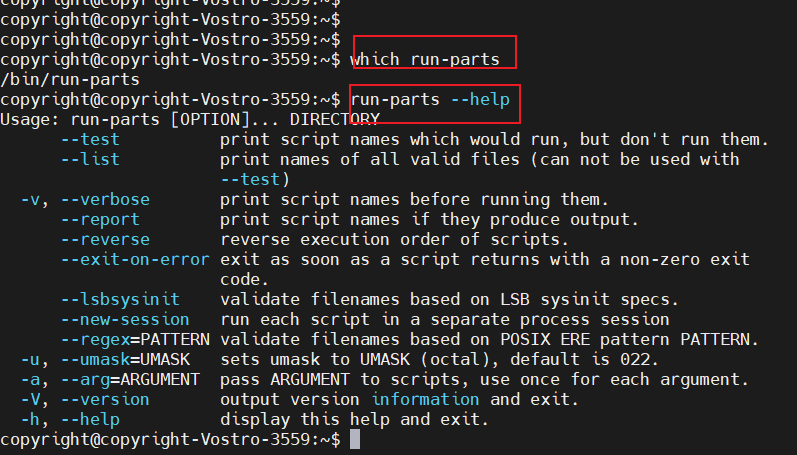 copyright@copyright-Vostro-3559:~$
copyright@copyright-Vostro-3559:~$
copyright@copyright-Vostro-3559:~$
copyright@copyright-Vostro-3559:~$ which run-parts
/bin/run-parts
copyright@copyright-Vostro-3559:~$ run-parts --help
Usage: run-parts [OPTION]... DIRECTORY
      --test          print script names which would run, but don't run them.
      --list          print names of all valid files (can not be used with
                      --test)
  -v, --verbose       print script names before running them.
      --report        print script names if they produce output.
      --reverse       reverse execution order of scripts.
      --exit-on-error exit as soon as a script returns with a non-zero exit
                      code.
      --lsbsysinit    validate filenames based on LSB sysinit specs.
      --new-session   run each script in a separate process session
      --regex=PATTERN validate filenames based on POSIX ERE pattern PATTERN.
  -u, --umask=UMASK   sets umask to UMASK (octal), default is 022.
  -a, --arg=ARGUMENT  pass ARGUMENT to scripts, use once for each argument.
  -V, --version       output version information and exit.
  -h, --help          display this help and exit.
copyright@copyright-Vostro-3559:~$